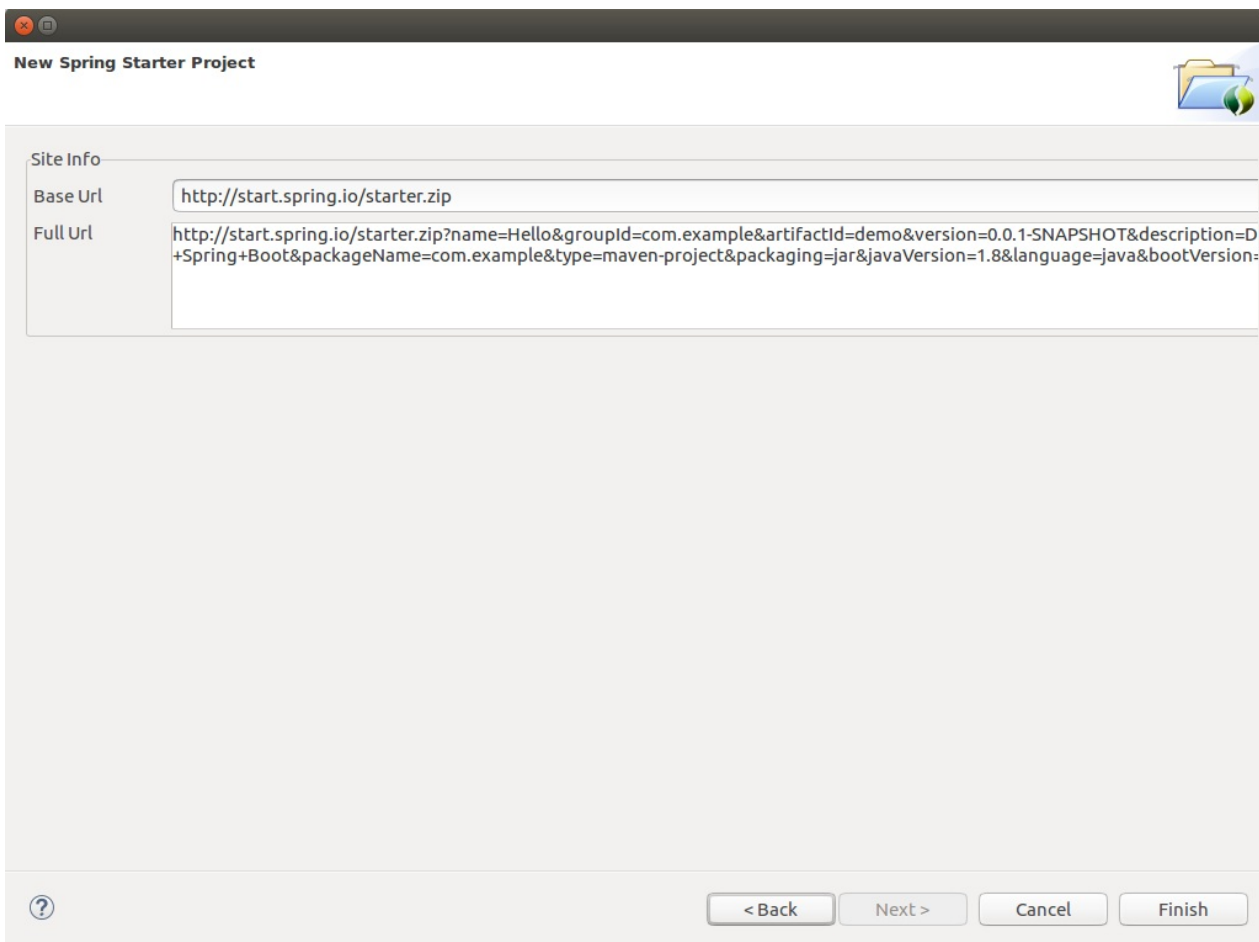 New Spring Starter Project
Site Info
Base Url
http://start.spring.io/starter.zip
Full Url
http://start.spring.io/starter.zip?name=Hello&groupId=com.example&artifactId=demo&version=0.0.1-SNAPSHOT&description=D
+Spring+Boot&packageName=com.example&type=maven-project&packaging=jar&javaVersion=1.8&language=java&bootVersion=
?
< Back
Next >
Cancel
Finish